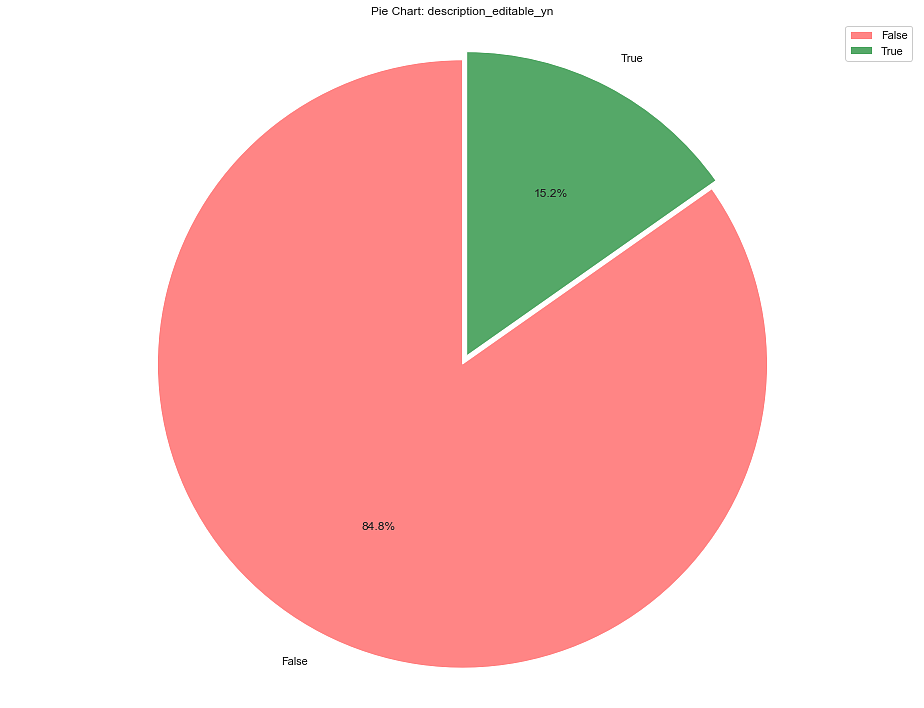 Pie Chart: description_editable_yn
False
True
True
15.2%
84.8%
False